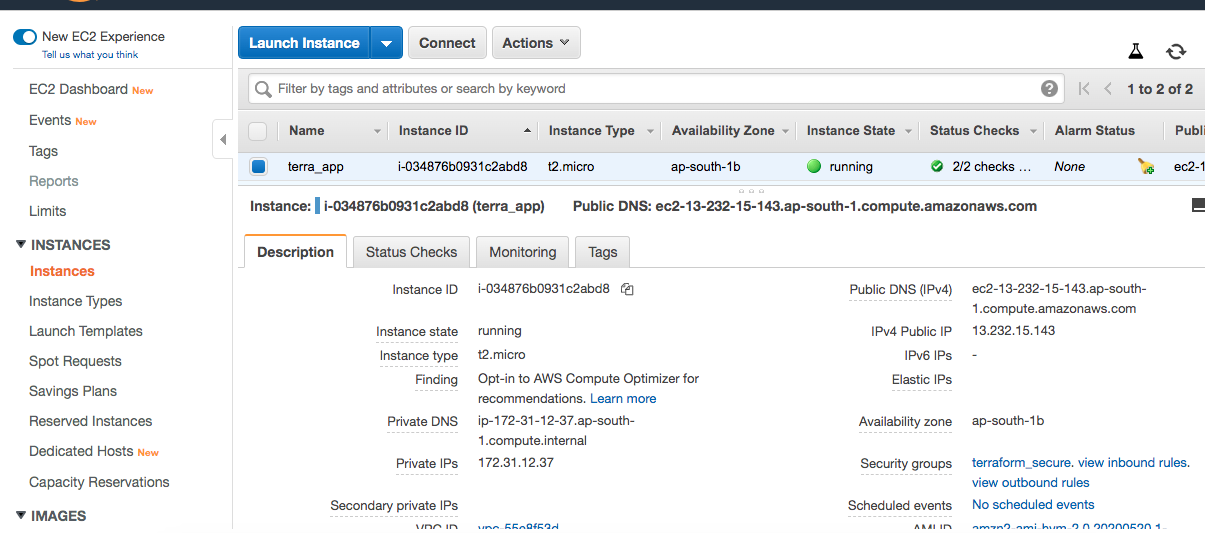 New EC2 Experience
Tell us what you think
EC2 Dashboard New
Events New
Tags
Reports
Limits
INSTANCES
Instances
Instance Types
Launch Templates
Spot Requests
Savings Plans
Reserved Instances
Dedicated Hosts New
Capacity Reservations
IMAGES
Launch Instance Connect Actions
Filter by tags and attributes or search by keyword 1 to 2 of 2
Name Instance ID Instance Type Availability Zone Instance State Status Checks Alarm Status Publi
terra_app i-034876b0931c2abd8 t2.micro ap-south-1b running 2/2 checks ... None ec2-1
Instance: i-034876b0931c2abd8 (terra_app) Public DNS: ec2-13-232-15-143.ap-south-1.compute.amazonaws.com
Description Status Checks Monitoring Tags
Instance ID i-034876b0931c2abd8
Instance state running
Instance type t2.micro
Finding Opt-in to AWS Compute Optimizer for
recommendations. Learn more
Private DNS ip-172-31-12-37.ap-south-
1.compute.internal
Private IPs 172.31.12.37
Secondary private IPs
VPC ID vpc-55e8f53d
Public DNS (IPv4) ec2-13-232-15-143.ap-south-
1.compute.amazonaws.com
IPv4 Public IP 13.232.15.143
IPv6 IPs -
Elastic IPs
Availability zone ap-south-1b
Security groups terraform_secure. view inbound rules.
view outbound rules
Scheduled events No scheduled events
AMI ID amzn2-ami-hvm-2.0.20200520.1-